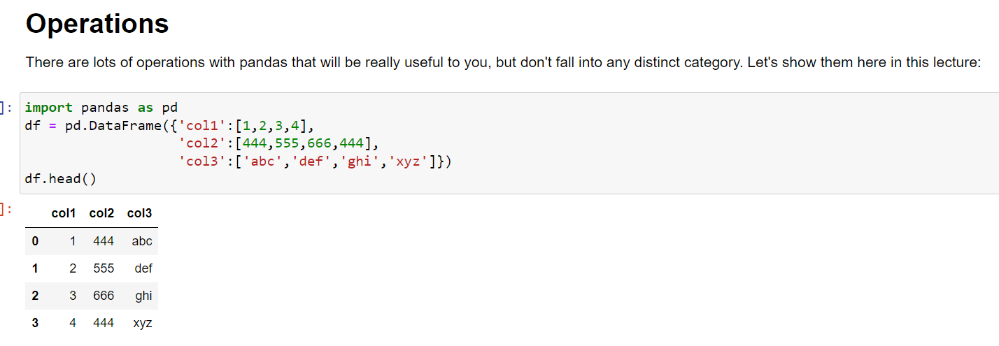 Operations
There are lots of operations with pandas that will be really useful to you, but don't fall into any distinct category. Let's show them here in this lecture:
]: import pandas as pd
df = pd.DataFrame({'col1':[1,2,3,4],
                   'col2':[444,555,666,444],
                   'col3':['abc','def','ghi','xyz']})
df.head()
]: col1 col2 col3
0 1 444 abc
1 2 555 def
2 3 666 ghi
3 4 444 xyz